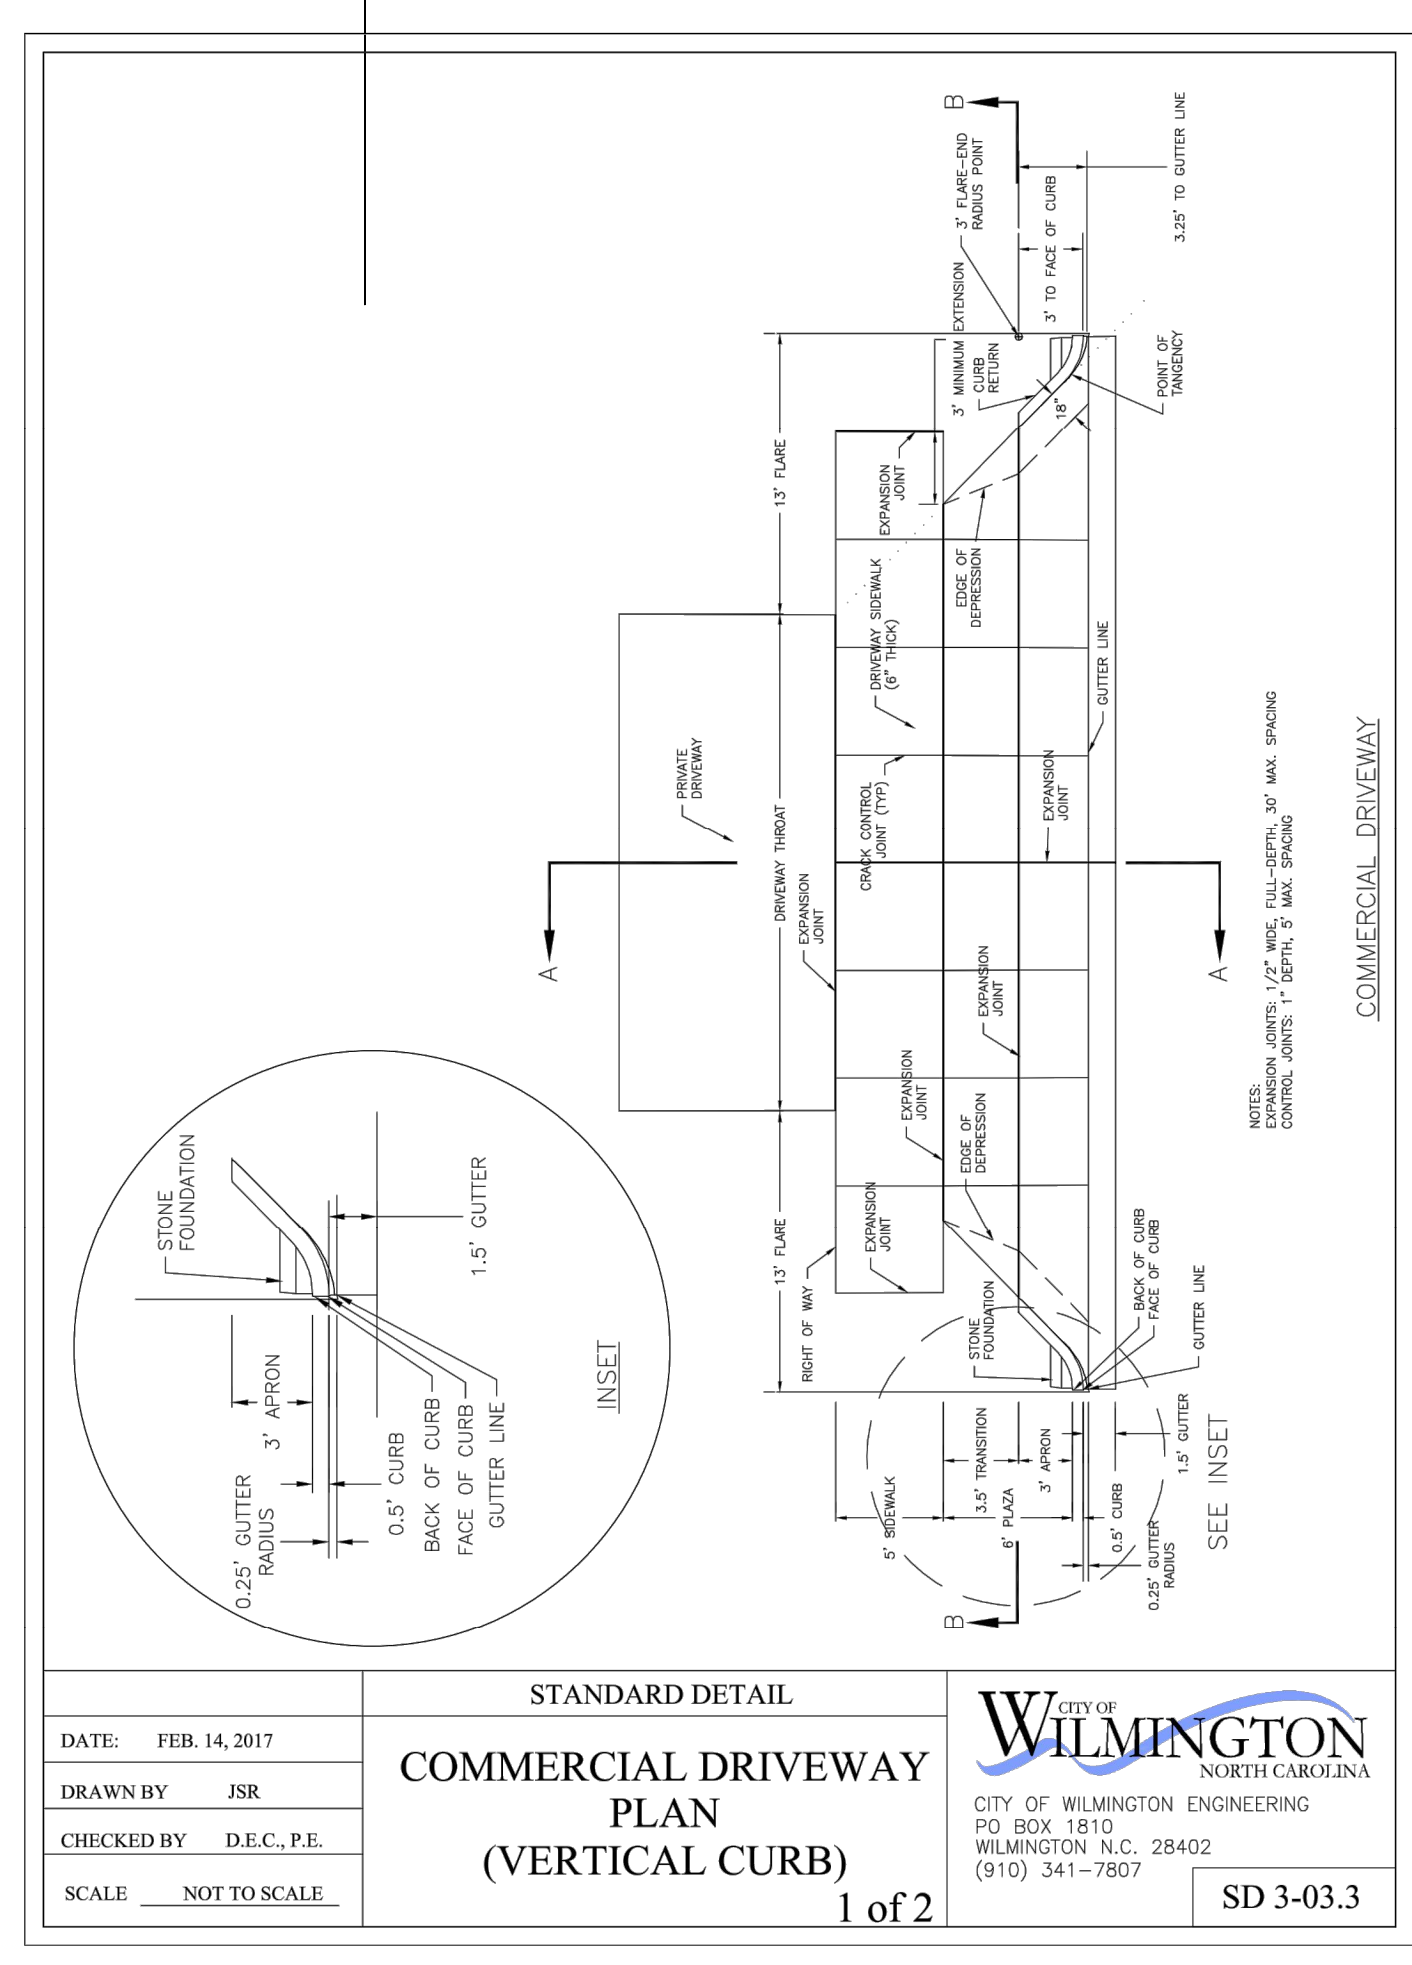 B
3' FLARE-END
RADIUS POINT
3.25' TO GUTTER LINE
3' TO FACE OF CURB
3' MINIMUM EXTENSION
CURB
RETURN
18"
POINT OF
TANGENCY
13' FLARE
EXPANSION
JOINT
EDGE OF
DEPRESSION
DRIVEWAY SIDEWALK
(6" THICK)
GUTTER LINE
PRIVATE
DRIVEWAY
CRACK CONTROL
JOINT (TYP)
EXPANSION
JOINT
DRIVEWAY THROAT
EXPANSION
JOINT
A
A
EXPANSION
JOINT
EXPANSION
JOINT
EDGE OF
DEPRESSION
EXPANSION
JOINT
13' FLARE
RIGHT OF WAY
STONE
FOUNDATION
BACK OF CURB
FACE OF CURB
GUTTER LINE
5' SIDEWALK
3.5' TRANSITION
6' PLAZA
3' APRON
0.5' CURB
0.25' GUTTER
RADIUS
1.5' GUTTER
SEE INSET
B
NOTES:
EXPANSION JOINTS: 1/2" WIDE, FULL-DEPTH, 30' MAX. SPACING
CONTROL JOINTS: 1" DEPTH, 5' MAX. SPACING
COMMERCIAL DRIVEWAY
STONE
FOUNDATION
1.5' GUTTER
3' APRON
0.25' GUTTER
RADIUS
0.5' CURB
BACK OF CURB
FACE OF CURB
GUTTER LINE
INSET
DATE: FEB. 14, 2017
DRAWN BY JSR
CHECKED BY D.E.C., P.E.
SCALE NOT TO SCALE
STANDARD DETAIL
COMMERCIAL DRIVEWAY
PLAN
(VERTICAL CURB)
1 of 2
CITY OF
WILMINGTON
NORTH CAROLINA
CITY OF WILMINGTON ENGINEERING
PO BOX 1810
WILMINGTON N.C. 28402
(910) 341-7807
SD 3-03.3